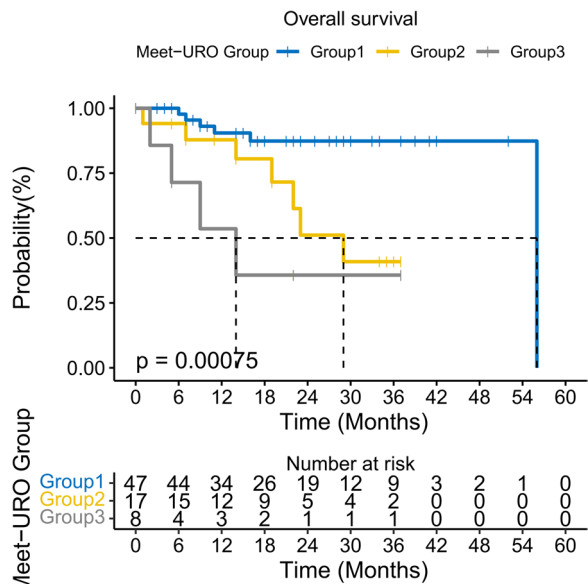 Overall survival
Meet-URO Group Group1 Group2 Group3
Probability(%)
1.00
0.75
0.50
0.25
0.00
p = 0.00075
0 6 12 18 24 30 36 42 48 54 60
Time (Months)
Meet-URO Group
Number at risk
Group1 47 44 34 26 19 12 9 3 2 1 0
Group2 17 15 12 9 5 4 2 0 0 0 0
Group3 8 4 3 2 1 1 1 0 0 0 0
0 6 12 18 24 30 36 42 48 54 60
Time (Months)